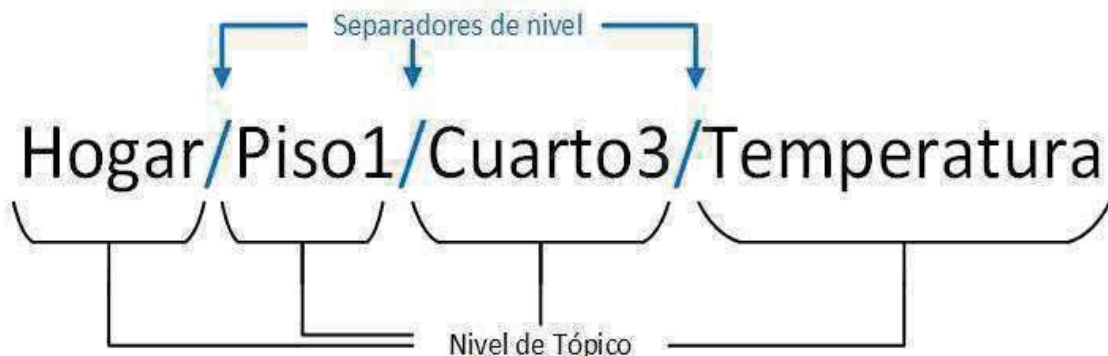 Separadores de nivel
Hogar/Piso1/Cuarto3/Temperatura
Nivel de Tópico